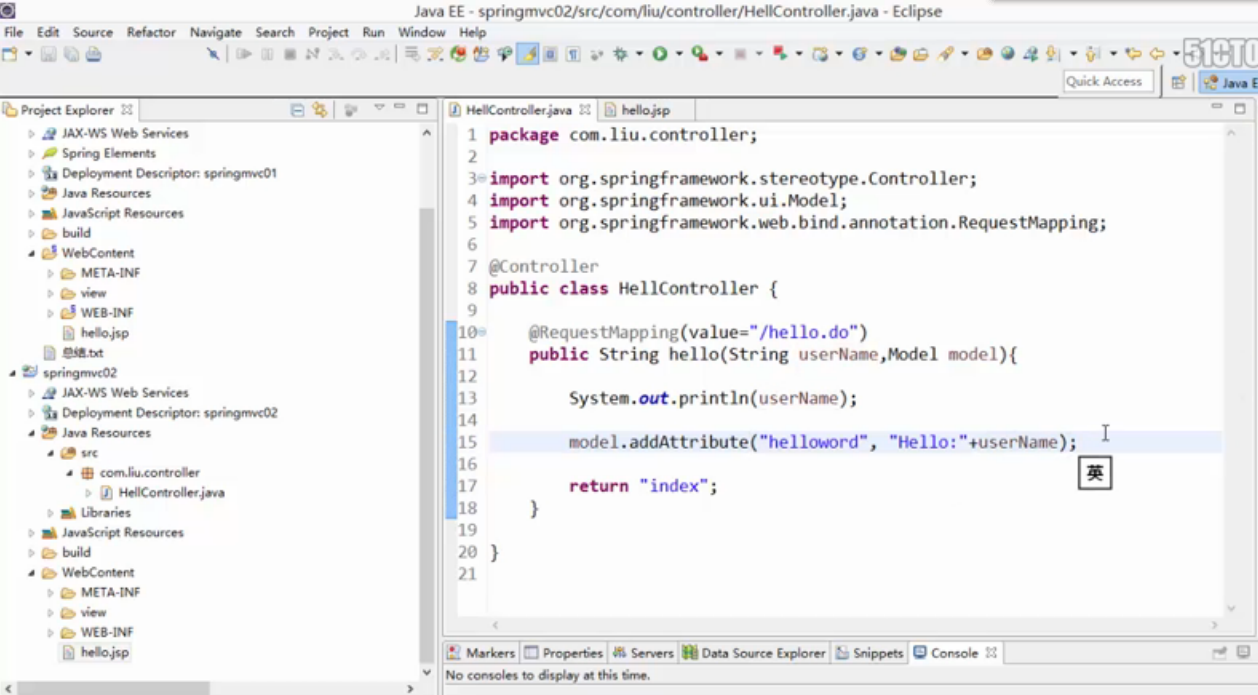 Java EE - springmvc02/src/com/liu/controller/HellController.java - Eclipse
File Edit Source Refactor Navigate Search Project Run Window Help
51CTO
Quick Access
Java E
Project Explorer
JAX-WS Web Services
Spring Elements
Deployment Descriptor: springmvc01
Java Resources
JavaScript Resources
build
WebContent
META-INF
view
WEB-INF
hello.jsp
总结.txt
springmvc02
JAX-WS Web Services
Deployment Descriptor: springmvc02
Java Resources
src
com.liu.controller
HellController.java
Libraries
JavaScript Resources
build
WebContent
META-INF
view
WEB-INF
hello.jsp
HellController.java hello.jsp
1 package com.liu.controller;
2
3 import org.springframework.stereotype.Controller;
4 import org.springframework.ui.Model;
5 import org.springframework.web.bind.annotation.RequestMapping;
6
7 @Controller
8 public class HellController {
9
10 @RequestMapping(value="/hello.do")
11 public String hello(String userName,Model model){
12
13 System.out.println(userName);
14
15 model.addAttribute("helloword", "Hello:"+userName);
16
17 return "index";
18 }
19
20 }
21
英
Markers Properties Servers Data Source Explorer Snippets Console
No consoles to display at this time.